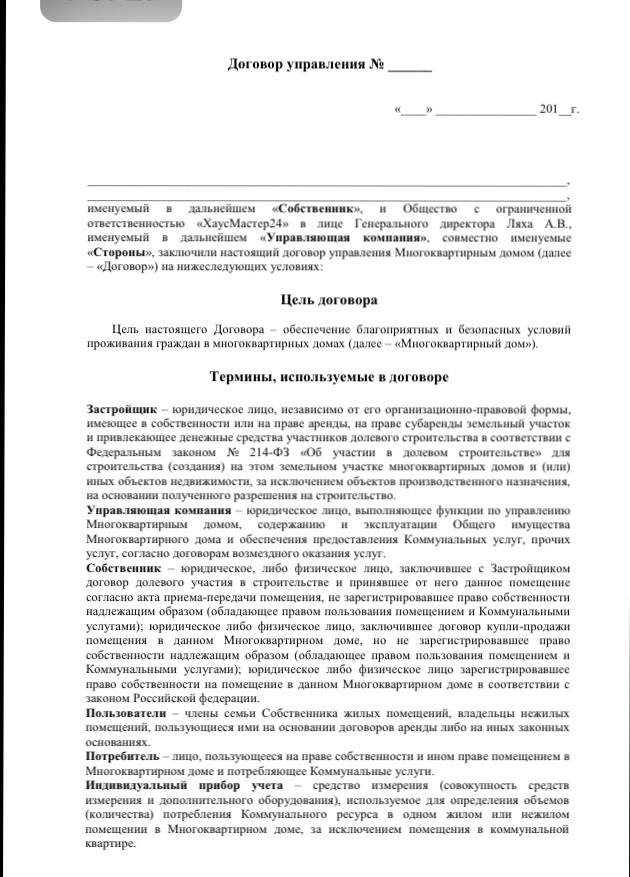 Договор управления № ______
«____» ________________ 201__г.
____________________________________________________________________________,
____________________________________________________________________________,
именуемый в дальнейшем «Собственник», и Общество с ограниченной
ответственностью «ХаусМастер24» в лице Генерального директора Ляха А.В.,
именуемый в дальнейшем «Управляющая компания», совместно именуемые
«Стороны», заключили настоящий договор управления Многоквартирным домом (далее
– «Договор») на нижеследующих условиях:
Цель договора
Цель настоящего Договора – обеспечение благоприятных и безопасных условий
проживания граждан в многоквартирных домах (далее – «Многоквартирный дом»).
Термины, используемые в договоре
Застройщик – юридическое лицо, независимо от его организационно-правовой формы,
имеющее в собственности или на праве аренды, на праве субаренды земельный участок
и привлекающее денежные средства участников долевого строительства в соответствии с
Федеральным законом № 214-ФЗ «Об участии в долевом строительстве» для
строительства (создания) на этом земельном участке многоквартирных домов и (или)
иных объектов недвижимости, за исключением объектов производственного назначения,
на основании полученного разрешения на строительство.
Управляющая компания – юридическое лицо, выполняющее функции по управлению
Многоквартирным домом, содержанию и эксплуатации Общего имущества
Многоквартирного дома и обеспечения предоставления Коммунальных услуг, прочих
услуг, согласно договорам возмездного оказания услуг.
Собственник – юридическое, либо физическое лицо, заключившее с Застройщиком
договор долевого участия в строительстве и принявшее от него данное помещение
согласно акта приема-передачи помещения, не зарегистрировавшее право собственности
надлежащим образом (обладающее правом пользования помещением и Коммунальными
услугами); юридическое либо физическое лицо, заключившее договор купли-продажи
помещения в данном Многоквартирном доме, но не зарегистрировавшее право
собственности надлежащим образом (обладающее правом пользования помещением и
Коммунальными услугами); юридическое либо физическое лицо зарегистрировавшее
право собственности на помещение в данном Многоквартирном доме в соответствии с
законом Российской федерации.
Пользователи – члены семьи Собственника жилых помещений, владельцы нежилых
помещений, пользующиеся ими на основании договоров аренды либо на иных законных
основаниях.
Потребитель – лицо, пользующееся на праве собственности и ином праве помещением в
Многоквартирном доме и потребляющее Коммунальные услуги.
Индивидуальный прибор учета – средство измерения (совокупность средств
измерения и дополнительного оборудования), используемое для определения объемов
(количества) потребления Коммунального ресурса в одном жилом или нежилом
помещении в Многоквартирном доме, за исключением помещения в коммунальной
квартире.